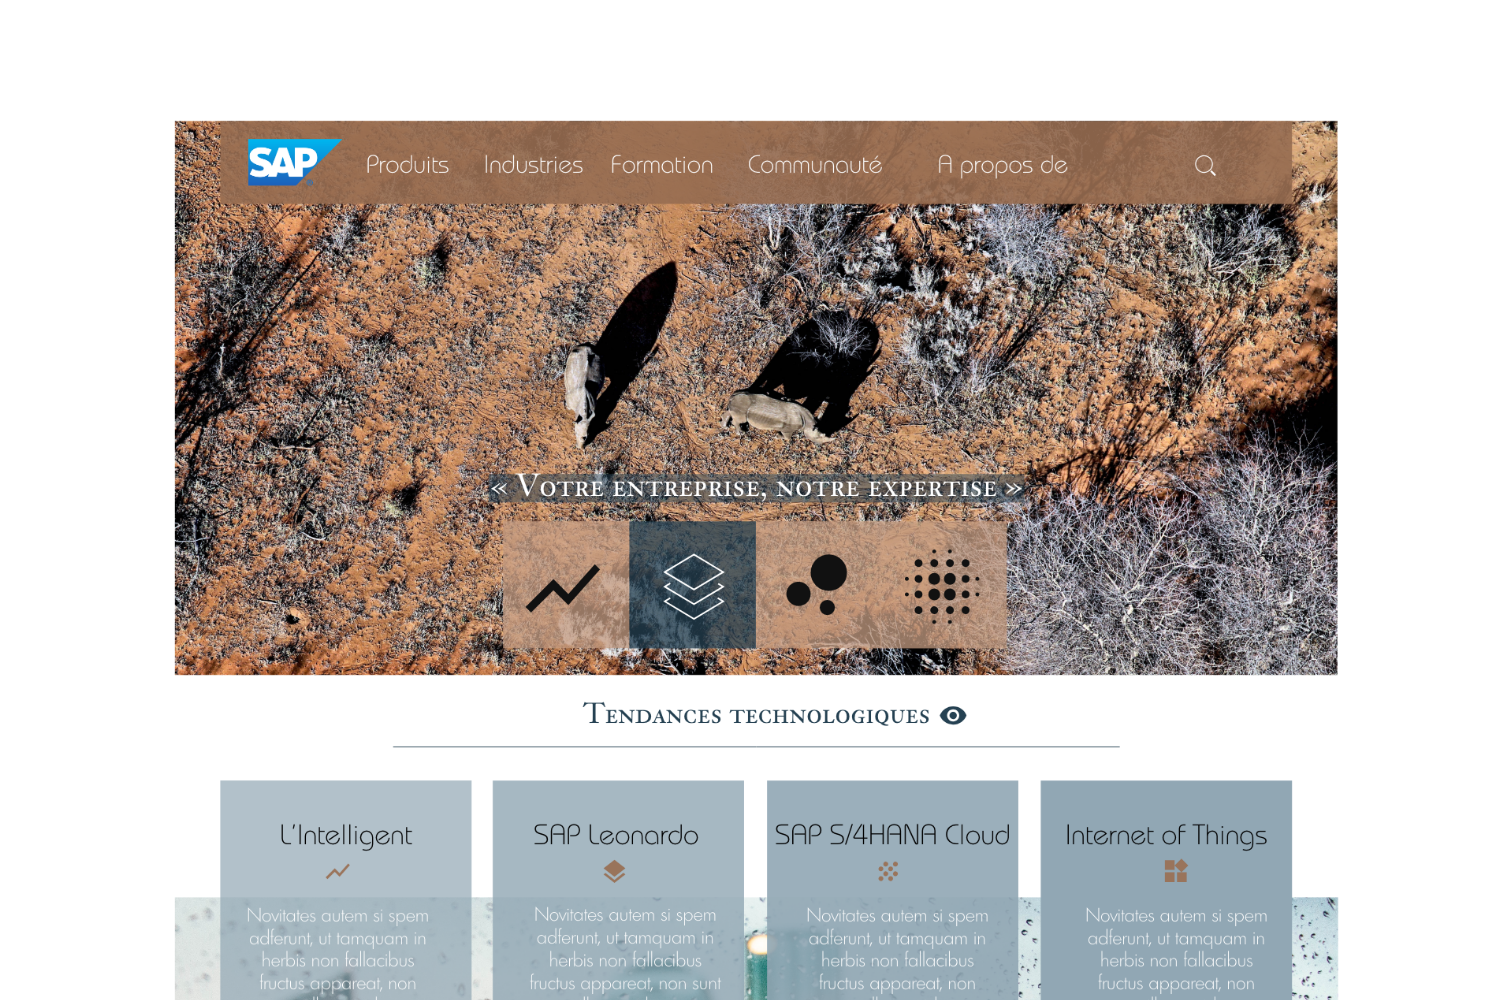 SAP
Produits Industries Formation Communauté A propos de
« Votre entreprise, notre expertise »
Tendances technologiques
L'Intelligent
Novitates autem si spem
adferunt, ut tamquam in
herbis non fallacibus
fructus appareat, non
SAP Leonardo
Novitates autem si spem
adferunt, ut tamquam in
herbis non fallacibus
fructus appareat, non sunt
SAP S/4HANA Cloud
Novitates autem si spem
adferunt, ut tamquam in
herbis non fallacibus
fructus appareat, non
Internet of Things
Novitates autem si spem
adferunt, ut tamquam in
herbis non fallacibus
fructus appareat, non